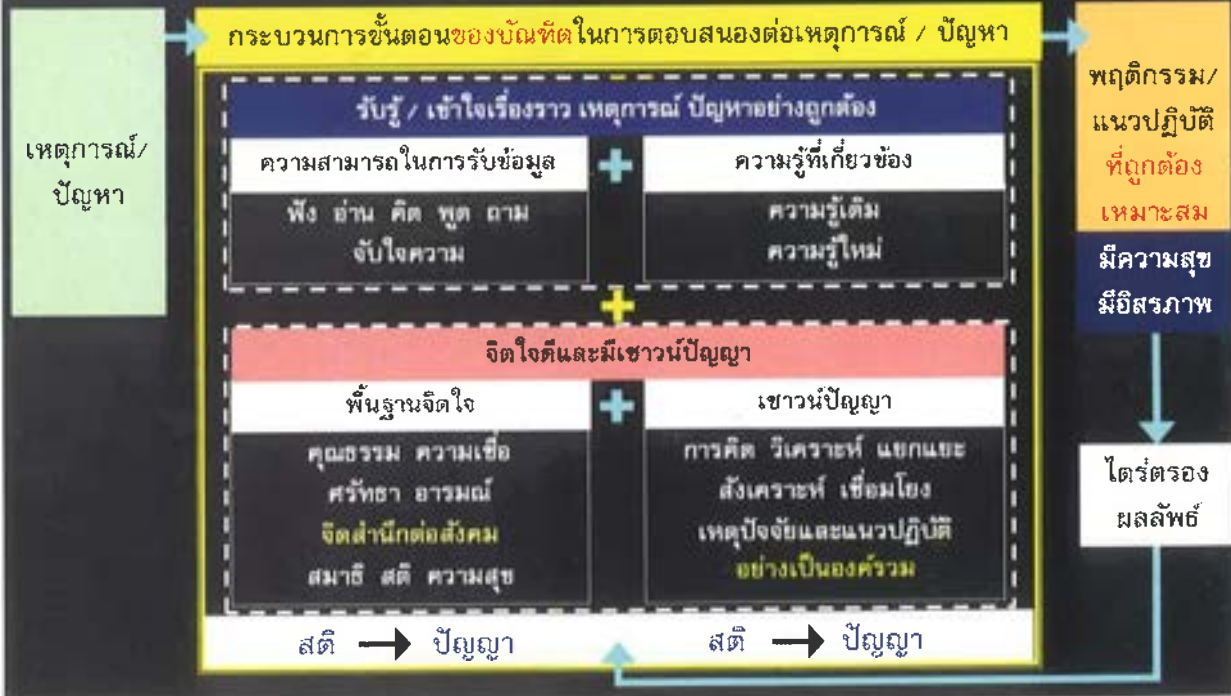 เหตุการณ์/
ปัญหา
กระบวนการขั้นตอนของบัณฑิตในการตอบสนองต่อเหตุการณ์ / ปัญหา
รับรู้ / เข้าใจเรื่องราว เหตุการณ์ ปัญหาอย่างถูกต้อง
ความสามารถในการรับข้อมูล
+
ความรู้ที่เกี่ยวข้อง
ฟัง อ่าน คิด พูด ถาม
จับใจความ
ความรู้เดิม
ความรู้ใหม่
+
จิตใจดีและมีเชาวน์ปัญญา
พื้นฐานจิตใจ
+
เชาวน์ปัญญา
คุณธรรม ความเชื่อ
ศรัทธา อารมณ์
จิตสำนึกต่อสังคม
สมาธิ สติ ความสุข
การคิด วิเคราะห์ แยกแยะ
สังเคราะห์ เชื่อมโยง
เหตุปัจจัยและแนวปฏิบัติ
อย่างเป็นองค์รวม
สติ → ปัญญา
สติ → ปัญญา
พฤติกรรม/
แนวปฏิบัติ
ที่ถูกต้อง
เหมาะสม
มีความสุข
มีอิสรภาพ
ไตร่ตรอง
ผลลัพธ์